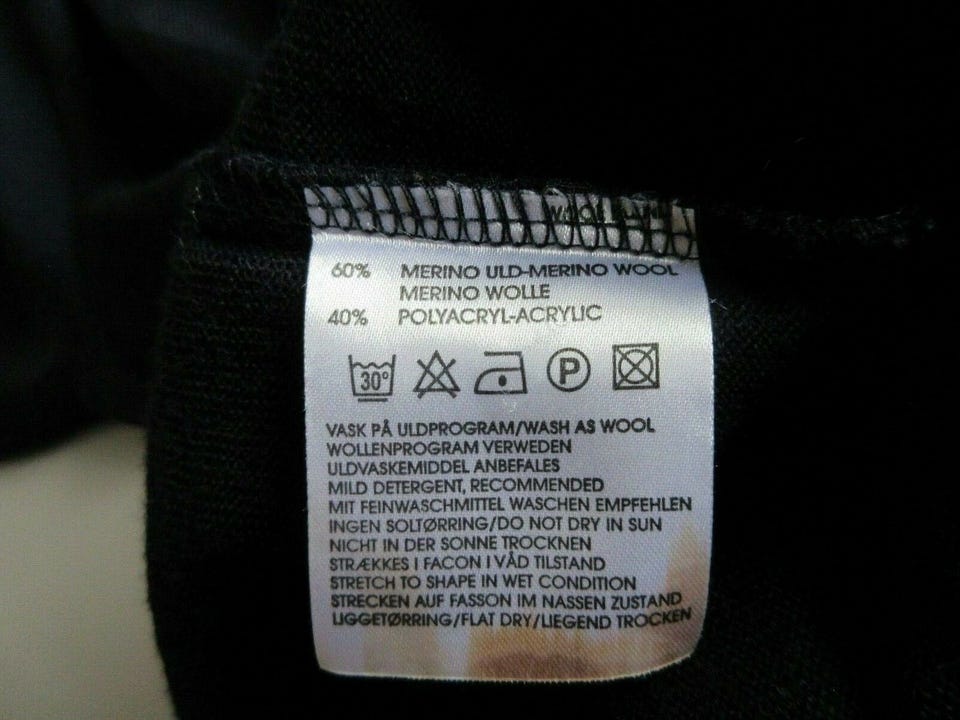 60% MERINO ULD-MERINO WOOL
MERINO WOLLE
40% POLYACRYL-ACRYLIC
30° P
VASK PÅ ULDPROGRAM/WASH AS WOOL
WOLLENPROGRAM VERWEDEN
ULDVASKEMIDDEL ANBEFALES
MILD DETERGENT, RECOMMENDED
MIT FEINWASCHMITTEL WASCHEN EMPFEHLEN
INGEN SOLTØRRING/DO NOT DRY IN SUN
NICHT IN DER SONNE TROCKNEN
STRÆKKES I FACON I VÅD TILSTAND
STRETCH TO SHAPE IN WET CONDITION
STRECKEN AUF FASSON IM NASSEN ZUSTAND
LIGGETØRRING/FLAT DRY/LIEGEND TROCKEN